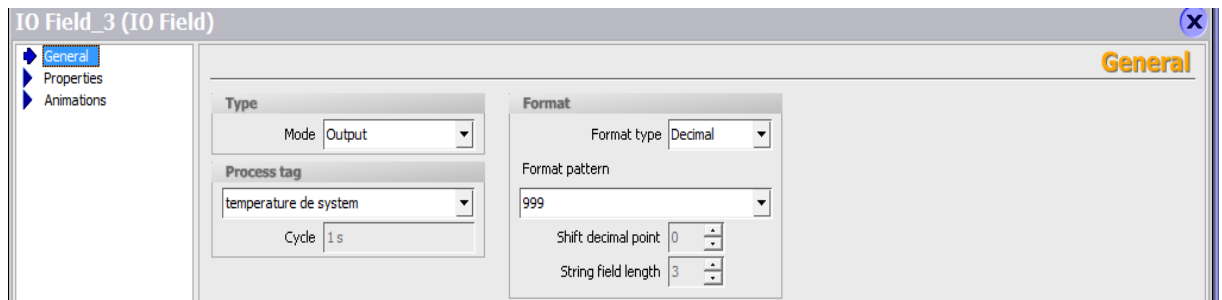 IO Field_3 (IO Field)
General
Properties
Animations
General
Type
Mode Output
Process tag
temperature de system
Cycle 1 s
Format
Format type Decimal
Format pattern
999
Shift decimal point 0
String field length 3